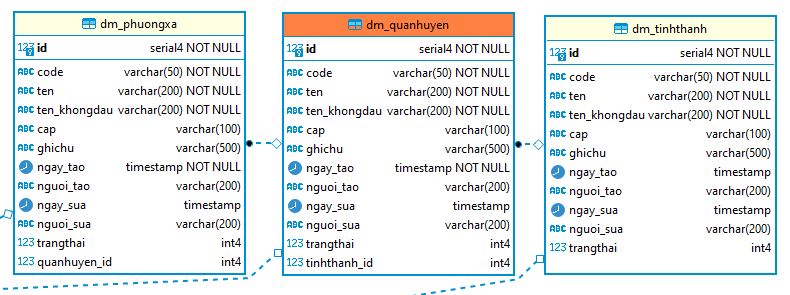 dm_phuongxa
123 id serial4 NOT NULL
ABC code varchar(50) NOT NULL
ABC ten varchar(200) NOT NULL
ABC ten_khongdau varchar(200) NOT NULL
ABC cap varchar(100)
ABC ghichu varchar(500)
ngay_tao timestamp NOT NULL
ABC nguoi_tao varchar(200)
ngay_sua timestamp
ABC nguoi_sua varchar(200)
123 trangthai int4
123 quanhuyen_id int4
dm_quanhuyen
123 id serial4 NOT NULL
ABC code varchar(50) NOT NULL
ABC ten varchar(200) NOT NULL
ABC ten_khongdau varchar(200) NOT NULL
ABC cap varchar(100)
ABC ghichu varchar(500)
ngay_tao timestamp NOT NULL
ABC nguoi_tao varchar(200)
ngay_sua timestamp
ABC nguoi_sua varchar(200)
123 trangthai int4
123 tinhthanh_id int4
dm_tinhthanh
123 id serial4 NOT NULL
ABC code varchar(50) NOT NULL
ABC ten varchar(200) NOT NULL
ABC ten_khongdau varchar(200) NOT NULL
ABC cap varchar(100)
ABC ghichu varchar(500)
ngay_tao timestamp
ABC nguoi_tao varchar(200)
ngay_sua timestamp
ABC nguoi_sua varchar(200)
123 trangthai int4